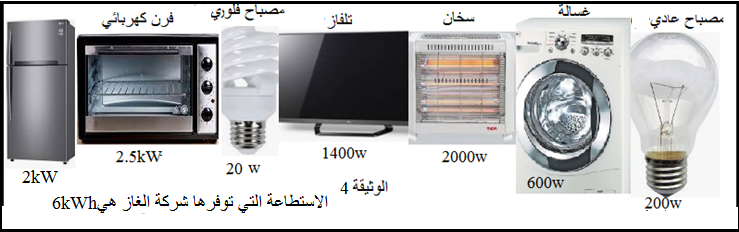 مصباح عادي
غسالة
سخان
تلفاز
مصباح فلوري
فرن كهربائي
200w
600w
2000w
1400w
20 w
2.5kW
2kW
الوثيقة 4
الاستطاعة التي توفرها شركة الغاز هي6kWh